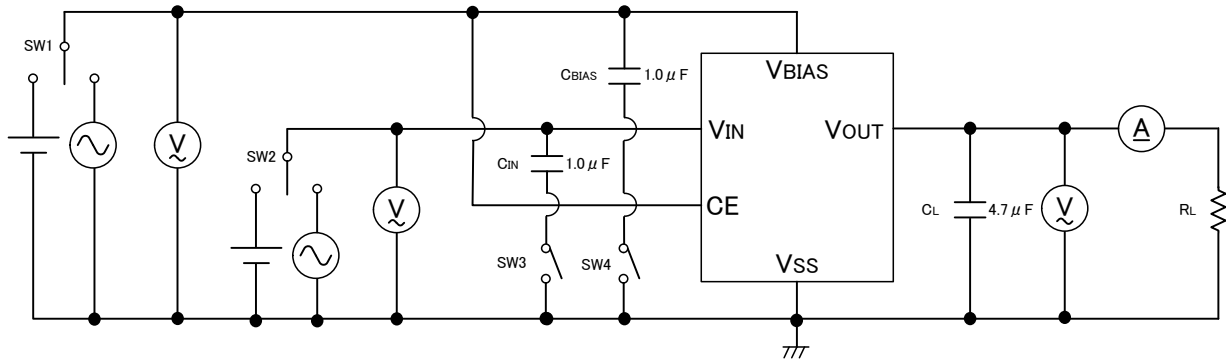 SW1
CBIAS
1.0μF
VBIAS
VIN
VOUT
V
SW2
CIN
1.0μF
V
CE
CL
4.7μF
V
A
RL
SW3
SW4
VSS